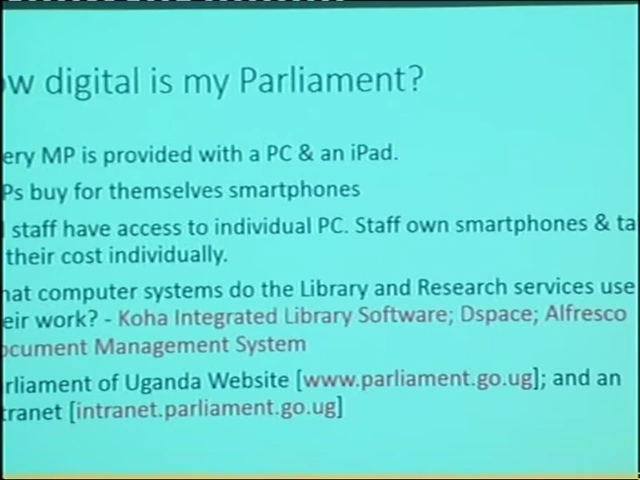 ow digital is my Parliament?
ery MP is provided with a PC & an iPad.
Ps buy for themselves smartphones
l staff have access to individual PC. Staff own smartphones & ta
their cost individually.
hat computer systems do the Library and Research services use
eir work? - Koha Integrated Library Software; Dspace; Alfresco
ocument Management System
rliament of Uganda Website [www.parliament.go.ug]; and an
tranet [intranet.parliament.go.ug]